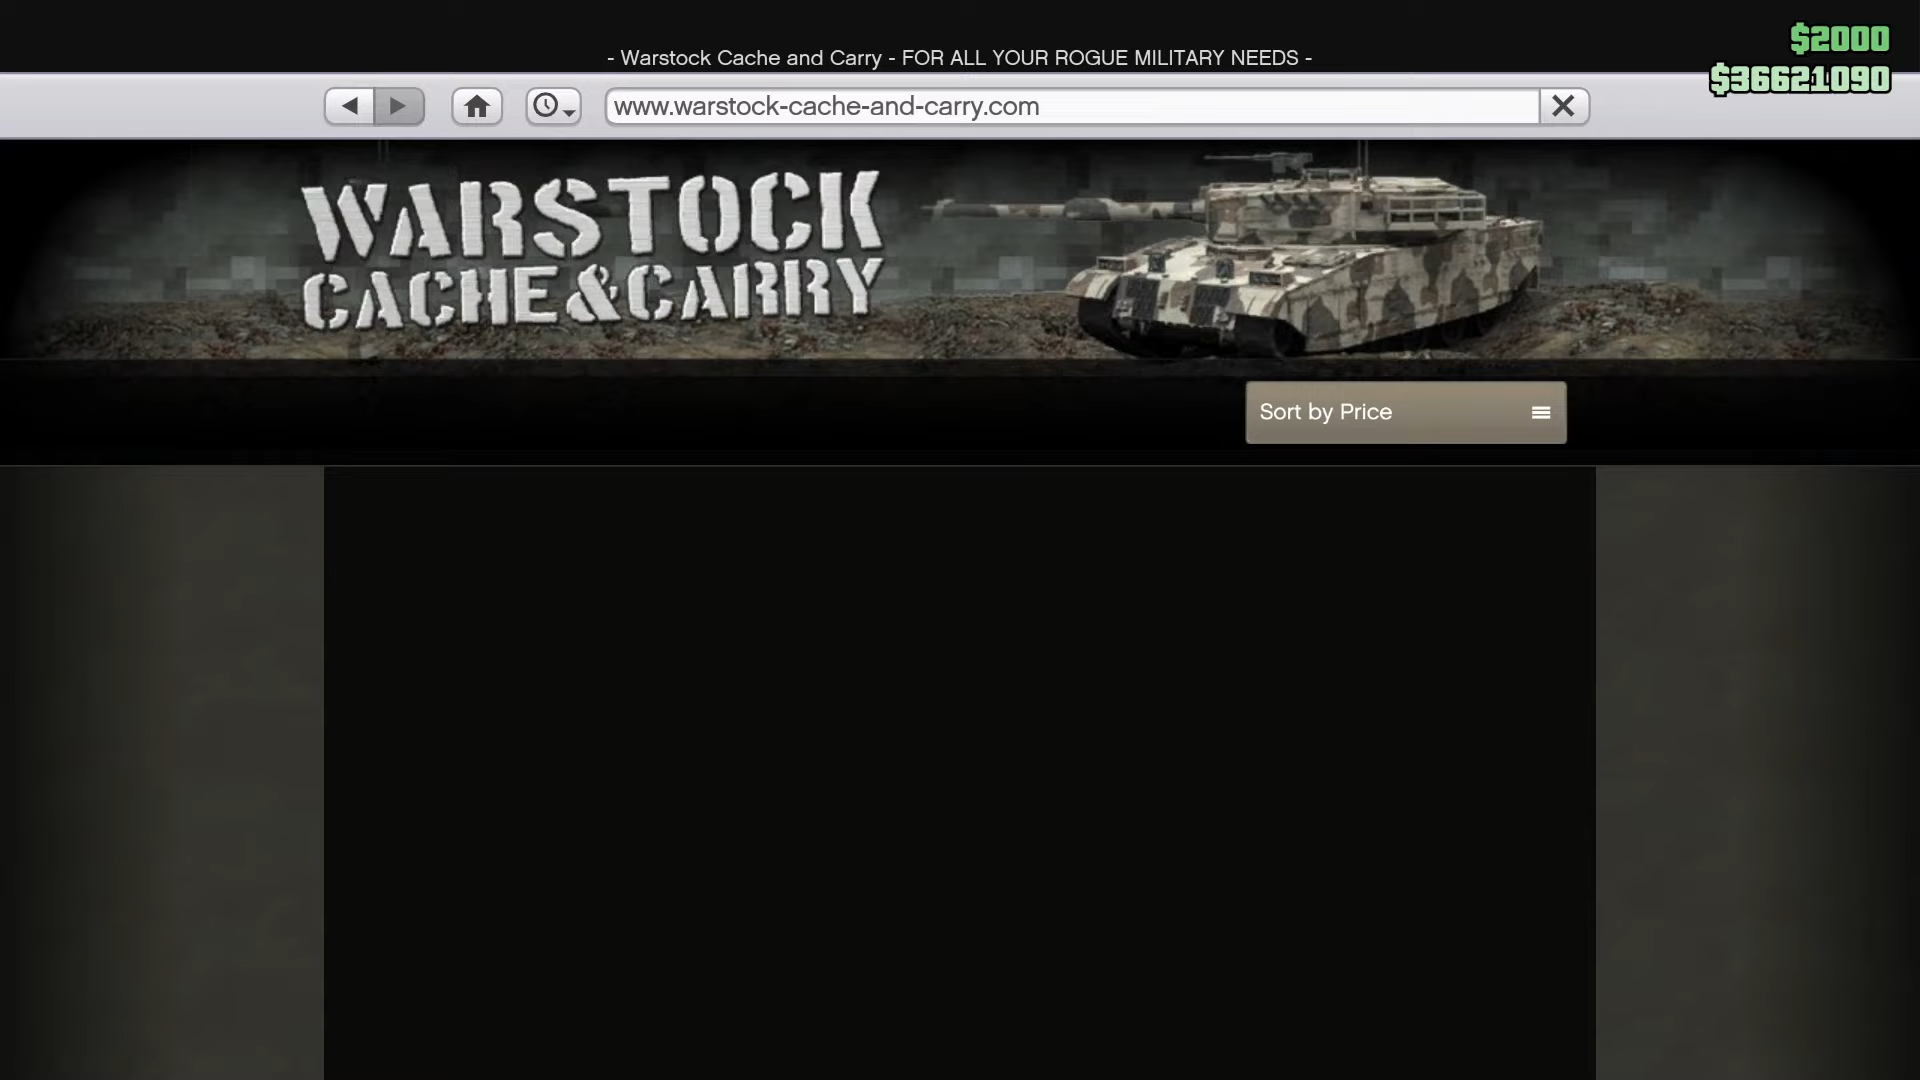 - Warstock Cache and Carry - FOR ALL YOUR ROGUE MILITARY NEEDS -
$2000
$36621090
www.warstock-cache-and-carry.com
WARSTOCK
CACHE&CARRY
Sort by Price